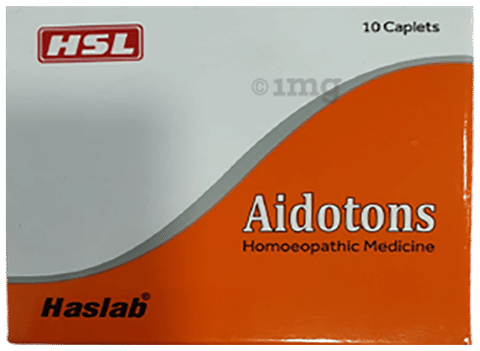 HSL
10 Caplets
©1mg
Aidotons
Homoeopathic Medicine
Haslab®